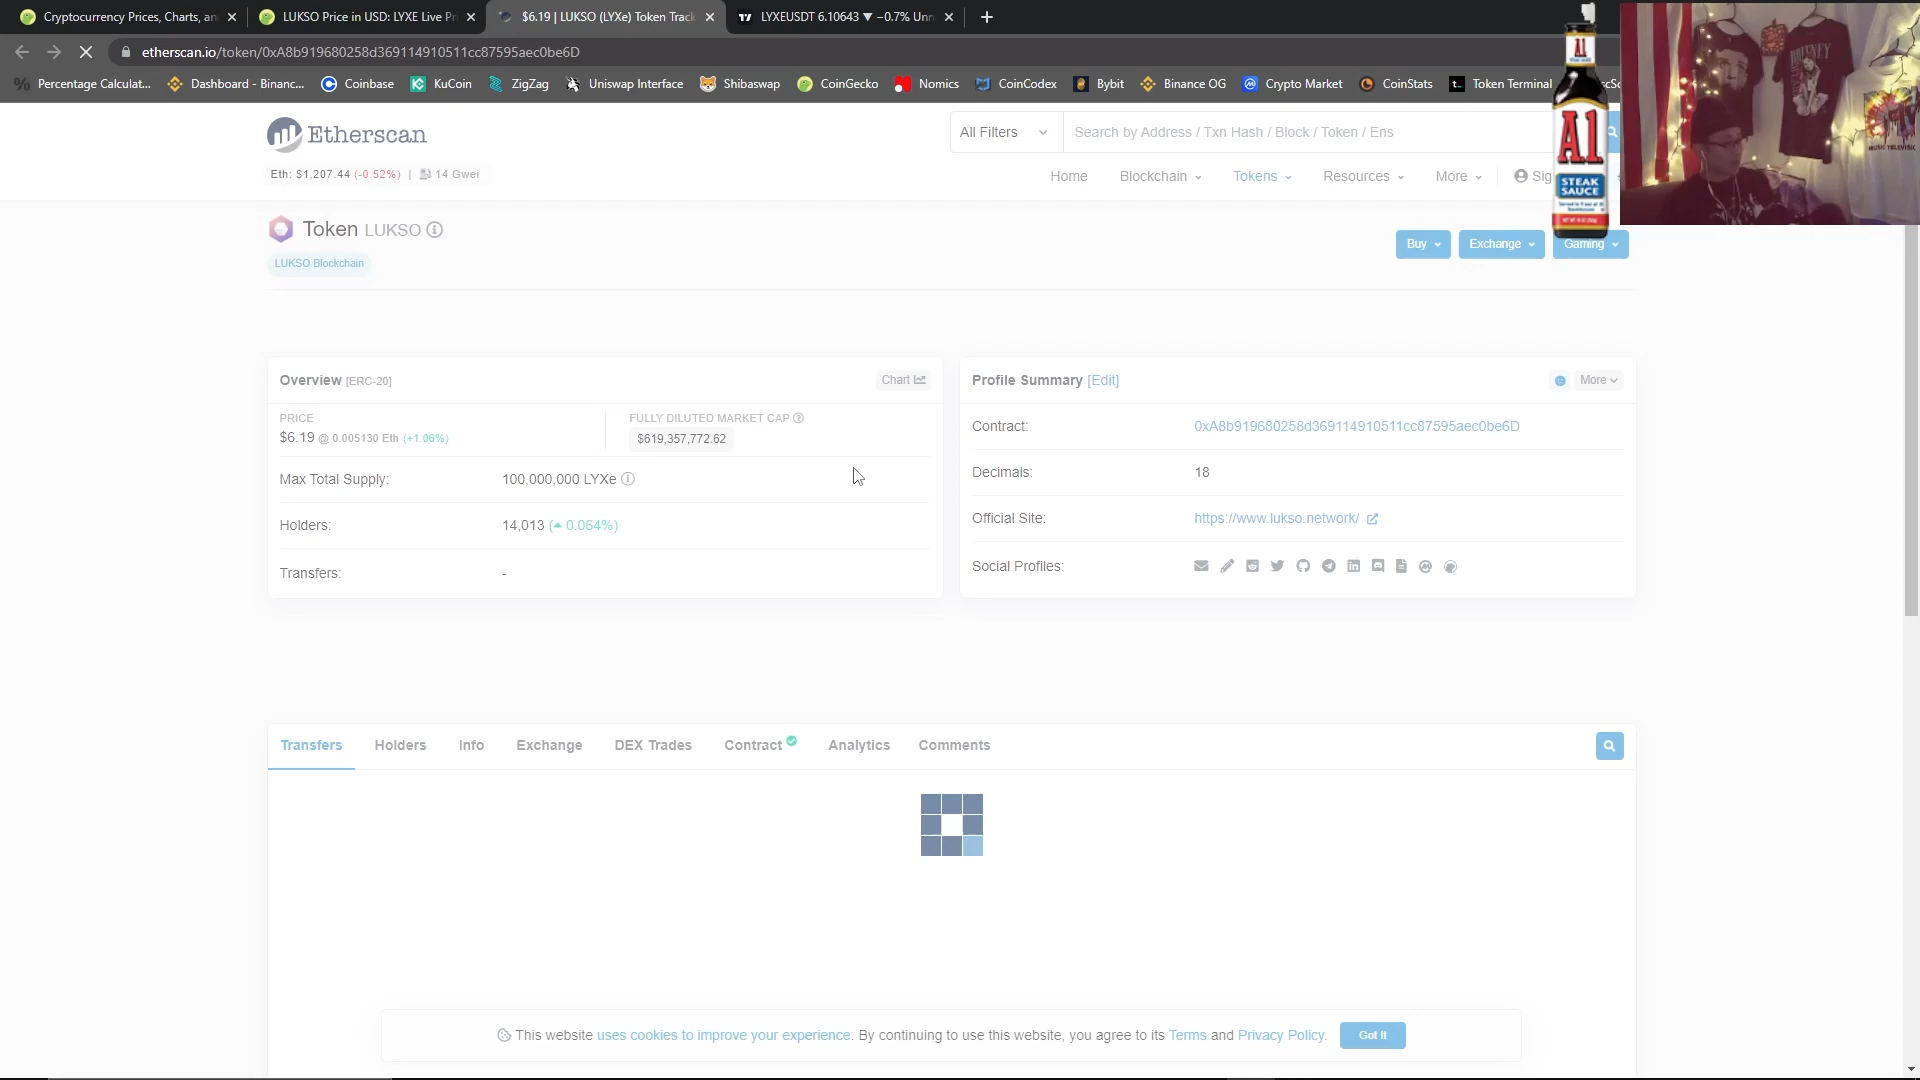 Cryptocurrency Prices, Charts, an
LUKSO Price in USD: LYXE Live Pri
$6.19 | LUKSO (LYXe) Token Track
LYXEUSDT 6.10643 ▼ −0.7% Unn
etherscan.io/token/0xA8b919680258d369114910511cc87595aec0be6D
Percentage Calculat...
Dashboard - Binanc...
Coinbase
KuCoin
ZigZag
Uniswap Interface
Shibaswap
CoinGecko
Nomics
CoinCodex
Bybit
Binance OG
Crypto Market
CoinStats
Token Terminal
Etherscan
All Filters
Search by Address / Txn Hash / Block / Token / Ens
Eth: $1,207.44 (-0.52%) | 14 Gwei
Home
Blockchain
Tokens
Resources
More
Sig
A1
STEAK
SAUCE
MUSIC TELEVISIO
Token LUKSO
LUKSO Blockchain
Buy
Exchange
Gaming
Overview [ERC-20]
Chart
PRICE
$6.19 @ 0.005130 Eth (+1.06%)
FULLY DILUTED MARKET CAP
$619,357,772.62
Max Total Supply: 100,000,000 LYXe
Holders: 14,013 (0.064%)
Transfers: -
Profile Summary [Edit]
More
Contract: 0xA8b919680258d369114910511cc87595aec0be6D
Decimals: 18
Official Site: https://www.lukso.network/
Social Profiles:
Transfers
Holders
Info
Exchange
DEX Trades
Contract
Analytics
Comments
This website uses cookies to improve your experience. By continuing to use this website, you agree to its Terms and Privacy Policy.
Got It